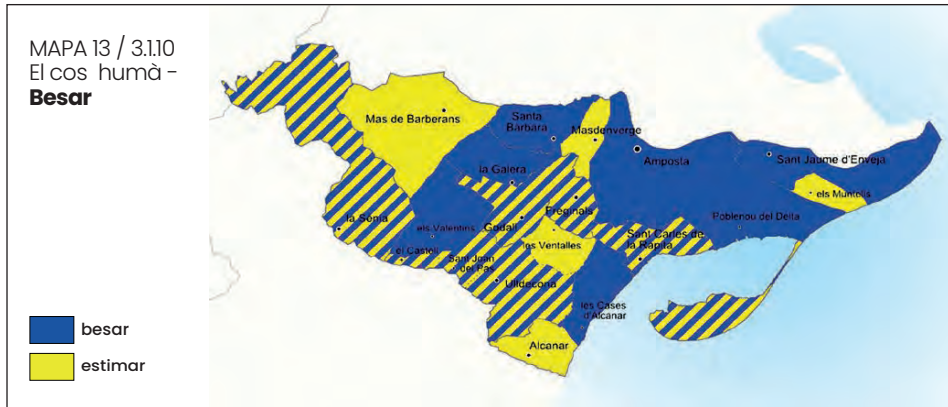 MAPA 13 / 3.1.10
El cos humà -
Besar
Mas de Barberans
Santa
Bàrbara
Masdenverge
Amposta
Sant Jaume d'Enveja
la Galera
els Muntells
Freginals
la Sénia
els Valentins
Godall
Poblenou del Delta
les Ventalles
Sant Carles de
la Ràpita
el Castell
Sant Joan
del Pas
Ulldecona
les Cases
d'Alcanar
Alcanar
besar
estimar